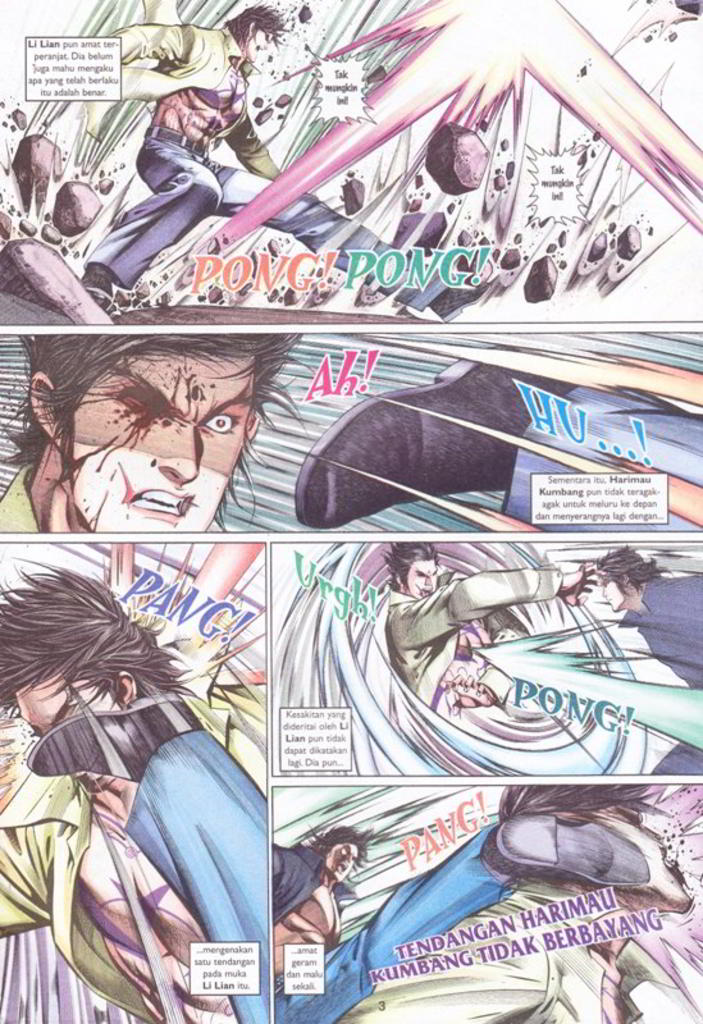 Li Lian pun amat ter-
peranjat. Dia belum
juga mahu mengaku
apa yang telah berlaku
itu adalah benar.
Tak
mungkin
ini!!
Tak
mungkin
ini!!
PONG! PONG!
Ah!
HU...!
Sementara itu, Harimau
Kumbang pun tidak teragak-
agak untuk meluru ke depan
dan menyerangnya lagi dengan...
PANG!
...mengenakan
satu tendangan
pada muka
Li Lian itu.
Urgh!
PONG!
Kesakitan yang
dideritai oleh Li
Lian pun tidak
dapat dikatakan
lagi. Dia pun...
PANG!
...amat
geram
dan malu
sekali.
TENDANGAN HARIMAU
KUMBANG TIDAK BERBAYANG
3